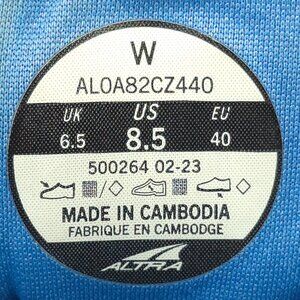 W
AL0A82CZ440
UK US EU
6.5 8.5 40
500264 02-23
MADE IN CAMBODIA
FABRIQUE EN CAMBODGE
ALTRA